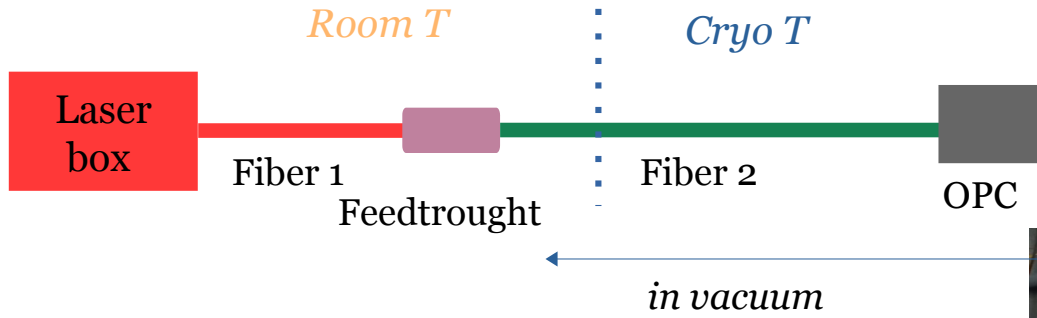 Room T
Cryo T
Laser
box
Fiber 1
Fiber 2
Feedtrought
OPC
in vacuum